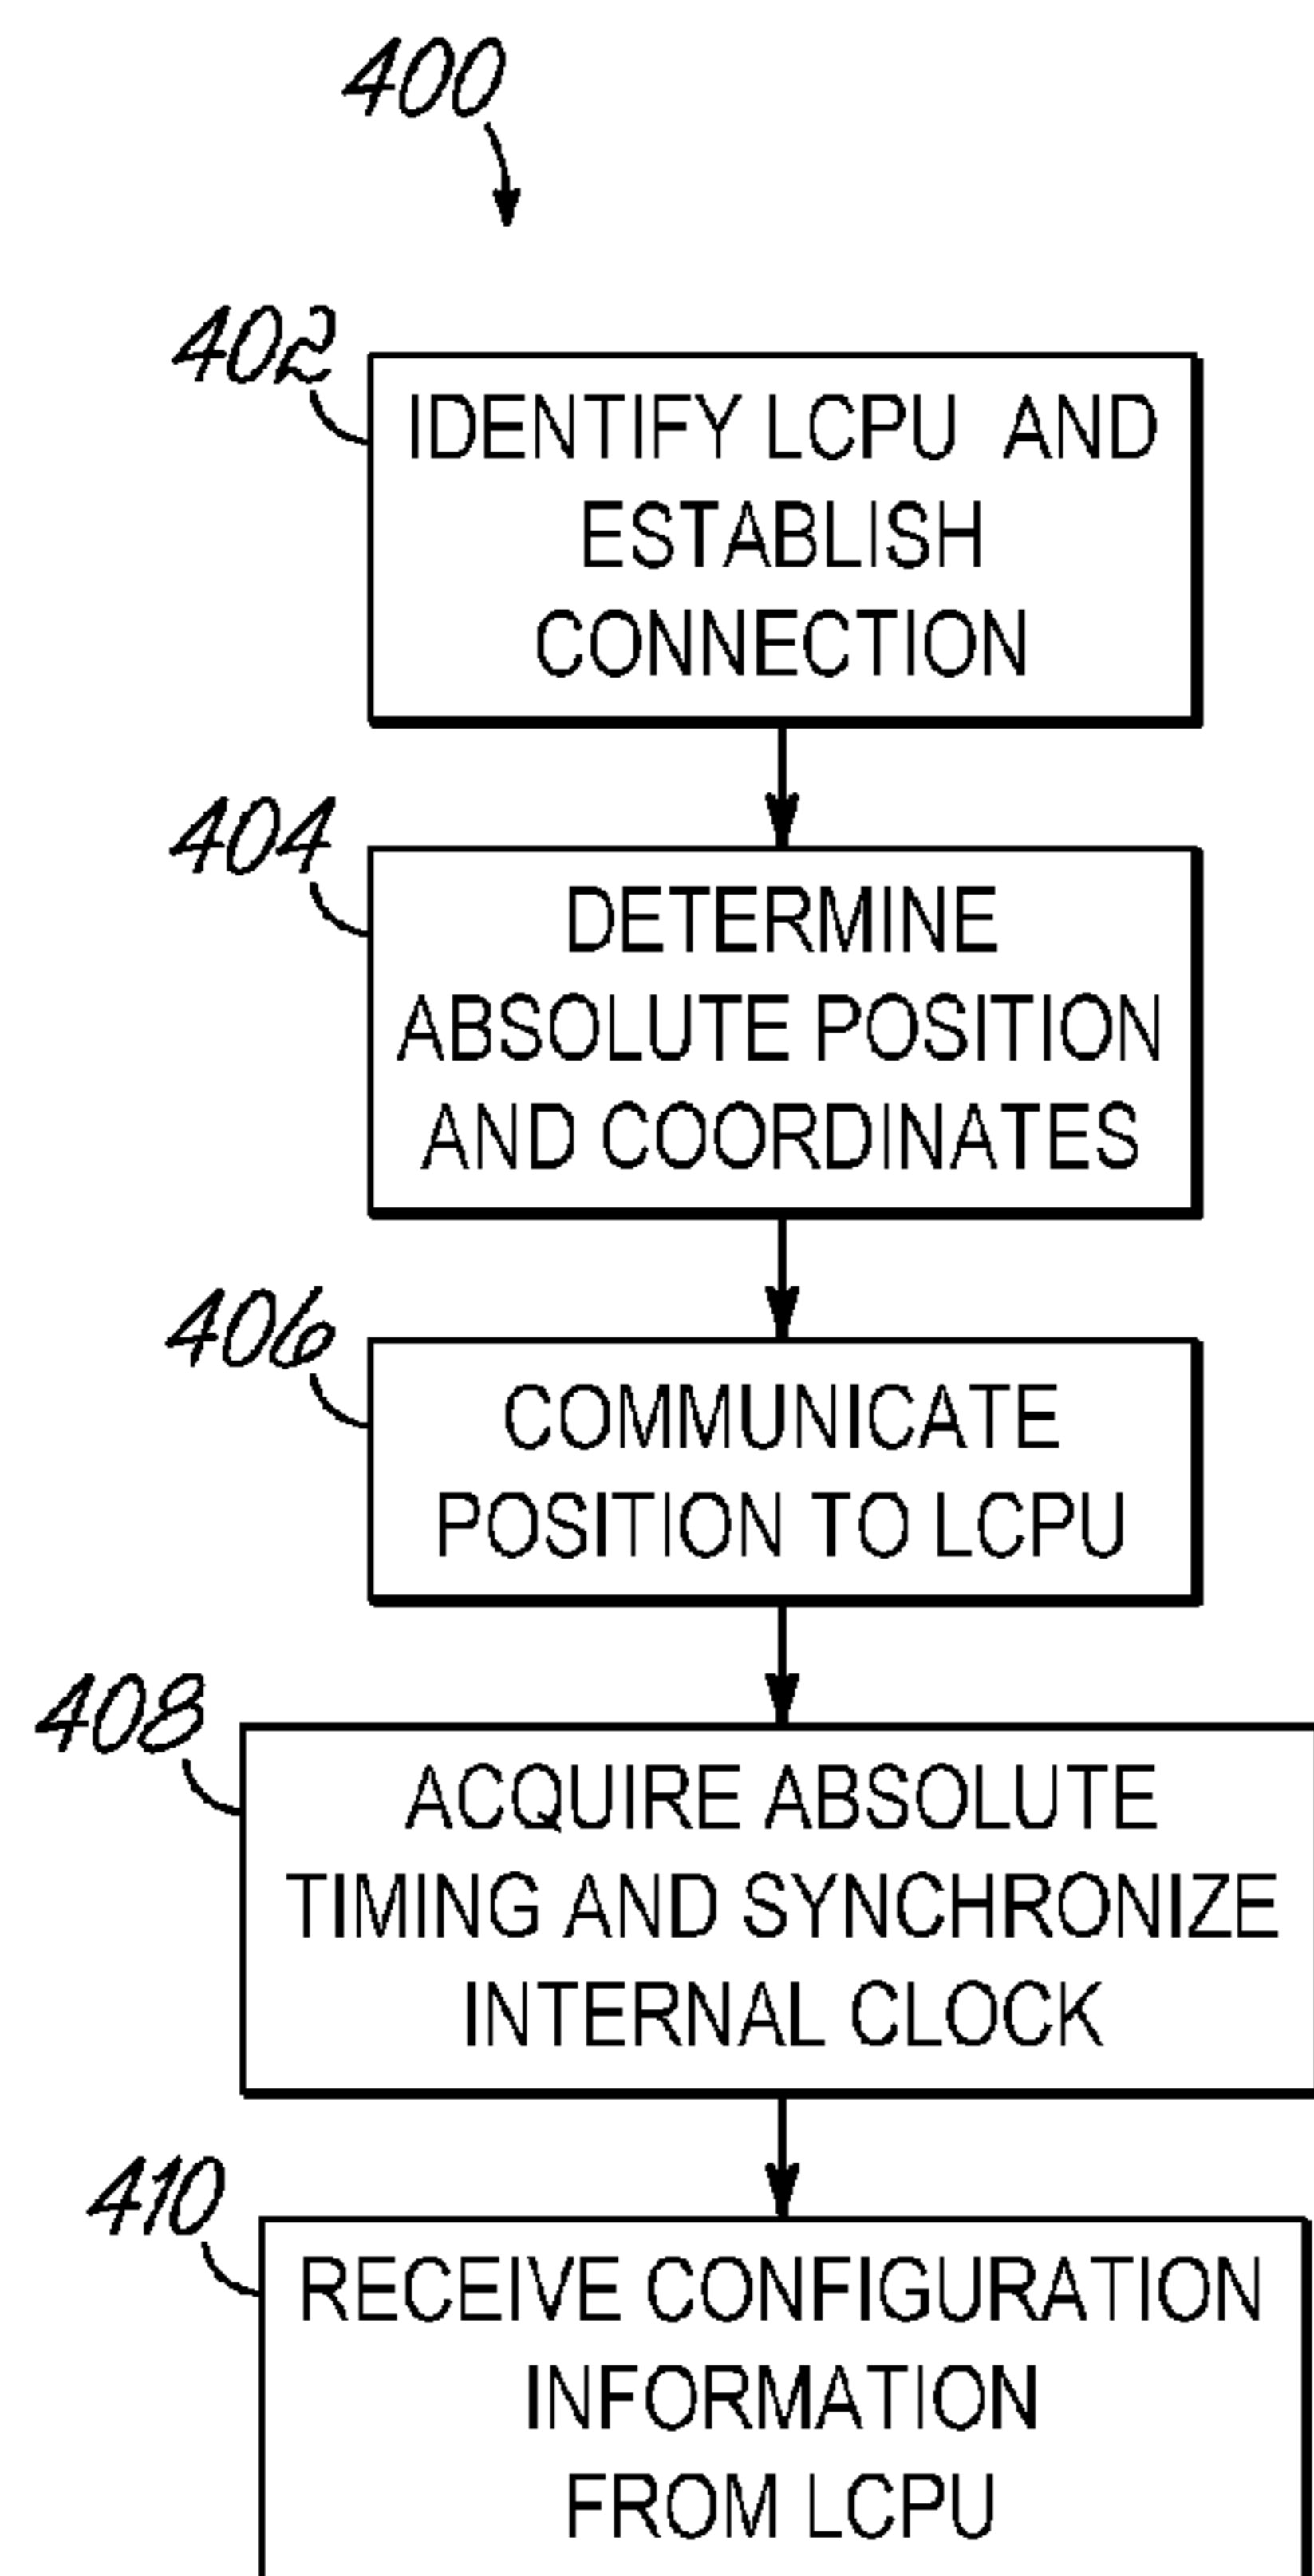 400
402
IDENTIFY LCPU AND
ESTABLISH
CONNECTION
404
DETERMINE
ABSOLUTE POSITION
AND COORDINATES
406
COMMUNICATE
POSITION TO LCPU
408
ACQUIRE ABSOLUTE
TIMING AND SYNCHRONIZE
INTERNAL CLOCK
410
RECEIVE CONFIGURATION
INFORMATION
FROM LCPU